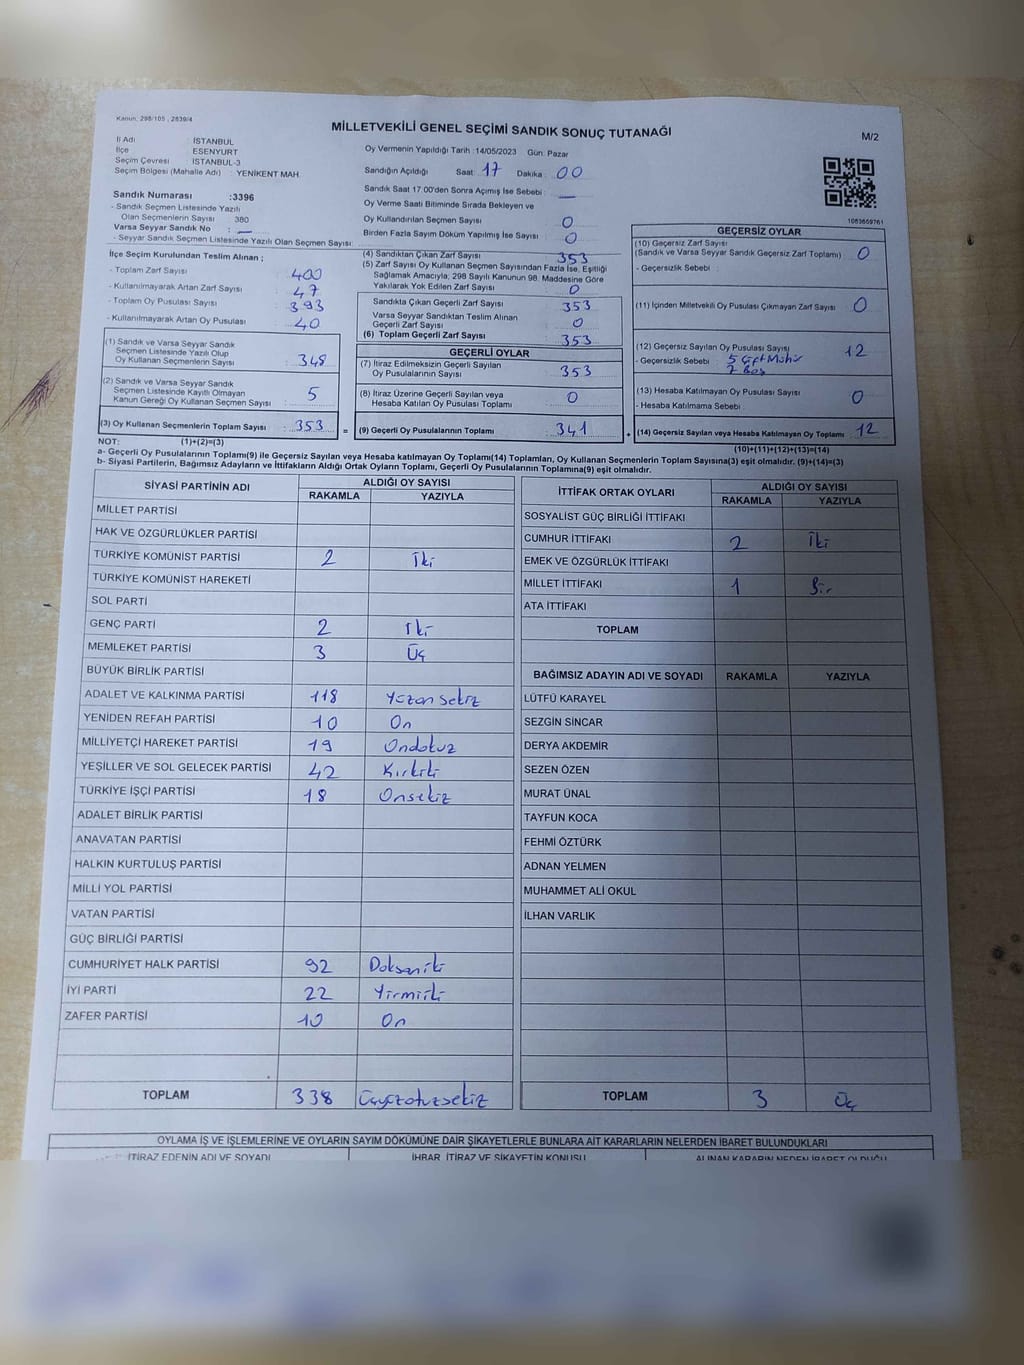 Kanun, 298/105 , 2839/4
MİLLETVEKİLİ GENEL SEÇİMİ SANDIK SONUÇ TUTANAĞI
M/2
İl Adı : İSTANBUL
İlçe : ESENYURT
Seçim Çevresi : İSTANBUL-3
Seçim Bölgesi (Mahalle Adı) : YENİKENT MAH.
Sandık Numarası :3396
- Sandık Seçmen Listesinde Yazılı
Olan Seçmenlerin Sayısı : 380
Varsa Seyyar Sandık No : —
- Seyyar Sandık Seçmen Listesinde Yazılı Olan Seçmen Sayısı:
Oy Vermenin Yapıldığı Tarih :14/05/2023 Gün: Pazar
Sandığın Açıldığı Saat : 17 Dakika : 00
Sandık Saat 17:00'den Sonra Açımış İse Sebebi : —
Oy Verme Saati Bitiminde Sırada Bekleyen ve
Oy Kullandırılan Seçmen Sayısı : 0
Birden Fazla Sayım Döküm Yapılmış İse Sayısı : 0
1083669761
İlçe Seçim Kurulundan Teslim Alınan ;
- Toplam Zarf Sayısı : 400
- Kullanılmayarak Artan Zarf Sayısı : 47
- Toplam Oy Pusulası Sayısı : 393
- Kullanılmayarak Artan Oy Pusulası : 40
(1) Sandık ve Varsa Seyyar Sandık
Seçmen Listesinde Yazılı Olup
Oy Kullanan Seçmenlerin Sayısı : 348
(2) Sandık ve Varsa Seyyar Sandık
Seçmen Listesinde Kayıtlı Olmayan
Kanun Gereği Oy Kullanan Seçmen Sayısı : 5
(3) Oy Kullanan Seçmenlerin Toplam Sayısı : 353 =
(4) Sandıktan Çıkan Zarf Sayısı : 353
(5) Zarf Sayısı Oy Kullanan Seçmen Sayısından Fazla İse, Eşitliği
Sağlamak Amacıyla, 298 Sayılı Kanunun 98. Maddesine Göre
Yakılarak Yok Edilen Zarf Sayısı : 0
Sandıkta Çıkan Geçerli Zarf Sayısı : 353
Varsa Seyyar Sandıktan Teslim Alınan
Geçerli Zarf Sayısı : 0
(6) Toplam Geçerli Zarf Sayısı : 353
GEÇERLİ OYLAR
(7) İtiraz Edilmeksizin Geçerli Sayılan
Oy Pusulalarının Sayısı : 353
(8) İtiraz Üzerine Geçerli Sayılan veya
Hesaba Katılan Oy Pusulası Toplamı : 0
(9) Geçerli Oy Pusulalarının Toplamı : 341 +
GEÇERSİZ OYLAR
(10) Geçersiz Zarf Sayısı
(Sandık ve Varsa Seyyar Sandık Geçersiz Zarf Toplamı) : 0
- Geçersizlik Sebebi :
(11) İçinden Milletvekili Oy Pusulası Çıkmayan Zarf Sayısı : 0
(12) Geçersiz Sayılan Oy Pusulası Sayısı : 12
- Geçersizlik Sebebi : 5 Çift Mühür
7 Boş
(13) Hesaba Katılmayan Oy Pusulası Sayısı : 0
- Hesaba Katılmama Sebebi :
(14) Geçersiz Sayılan veya Hesaba Katılmayan Oy Toplamı : 12
NOT: (1)+(2)=(3)
(10)+(11)+(12)+(13)=(14)
a- Geçerli Oy Pusulalarının Toplamı(9) ile Geçersiz Sayılan veya Hesaba katılmayan Oy Toplamı(14) Toplamları, Oy Kullanan Seçmenlerin Toplam Sayısına(3) eşit olmalıdır. (9)+(14)=(3)
b- Siyasi Partilerin, Bağımsız Adayların ve İttifakların Aldığı Ortak Oyların Toplamı, Geçerli Oy Pusulalarının Toplamına(9) eşit olmalıdır.
SİYASİ PARTİNİN ADI
ALDIĞI OY SAYISI
RAKAMLA YAZIYLA
MİLLET PARTİSİ
HAK VE ÖZGÜRLÜKLER PARTİSİ
TÜRKİYE KOMÜNİST PARTİSİ 2 İki
TÜRKİYE KOMÜNİST HAREKETİ
SOL PARTİ
GENÇ PARTİ 2 İki
MEMLEKET PARTİSİ 3 Üç
BÜYÜK BİRLİK PARTİSİ
ADALET VE KALKINMA PARTİSİ 118 Yüzonsekiz
YENİDEN REFAH PARTİSİ 10 On
MİLLİYETÇİ HAREKET PARTİSİ 19 Ondokuz
YEŞİLLER VE SOL GELECEK PARTİSİ 42 Kırkiki
TÜRKİYE İŞÇİ PARTİSİ 18 Onsekiz
ADALET BİRLİK PARTİSİ
ANAVATAN PARTİSİ
HALKIN KURTULUŞ PARTİSİ
MİLLİ YOL PARTİSİ
VATAN PARTİSİ
GÜÇ BİRLİĞİ PARTİSİ
CUMHURİYET HALK PARTİSİ 92 Doksaniki
İYİ PARTİ 22 Yirmiiki
ZAFER PARTİSİ 10 On
TOPLAM 338 Üçyüzotuzsekiz
İTTİFAK ORTAK OYLARI
ALDIĞI OY SAYISI
RAKAMLA YAZIYLA
SOSYALİST GÜÇ BİRLİĞİ İTTİFAKI
CUMHUR İTTİFAKI 2 İki
EMEK VE ÖZGÜRLÜK İTTİFAKI
MİLLET İTTİFAKI 1 Bir
ATA İTTİFAKI
TOPLAM
BAĞIMSIZ ADAYIN ADI VE SOYADI RAKAMLA YAZIYLA
LÜTFÜ KARAYEL
SEZGİN SİNCAR
DERYA AKDEMİR
SEZEN ÖZEN
MURAT ÜNAL
TAYFUN KOCA
FEHMİ ÖZTÜRK
ADNAN YELMEN
MUHAMMET ALİ OKUL
İLHAN VARLIK
TOPLAM 3 Üç
OYLAMA İŞ VE İŞLEMLERİNE VE OYLARIN SAYIM DÖKÜMÜNE DAİR ŞİKAYETLERLE BUNLARA AİT KARARLARIN NELERDEN İBARET BULUNDUKLARI
İTİRAZ EDENİN ADI VE SOYADI İHBAR, İTİRAZ VE ŞİKAYETİN KONUSU ALINAN KARARIN NEDEN İBARET OLDUĞU